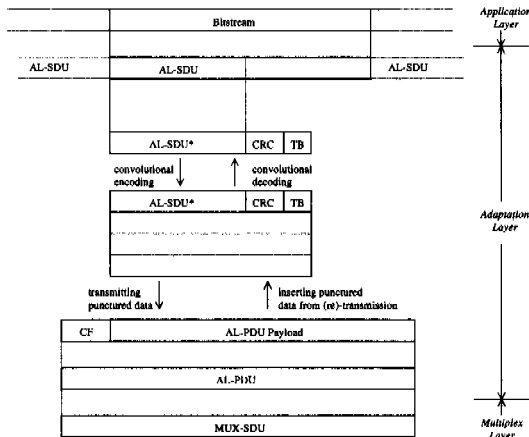 Bitstream
Application
Layer
AL-SDU AL-SDU AL-SDU
AL-SDU* CRC TB
convolutional
encoding
convolutional
decoding
AL-SDU* CRC TB
Adaptation
Layer
transmitting
punctured data
inserting punctured
data from (re)-transmission
CF AL-PDU Payload
AL-PDU
MUX-SDU
Multiplex
Layer